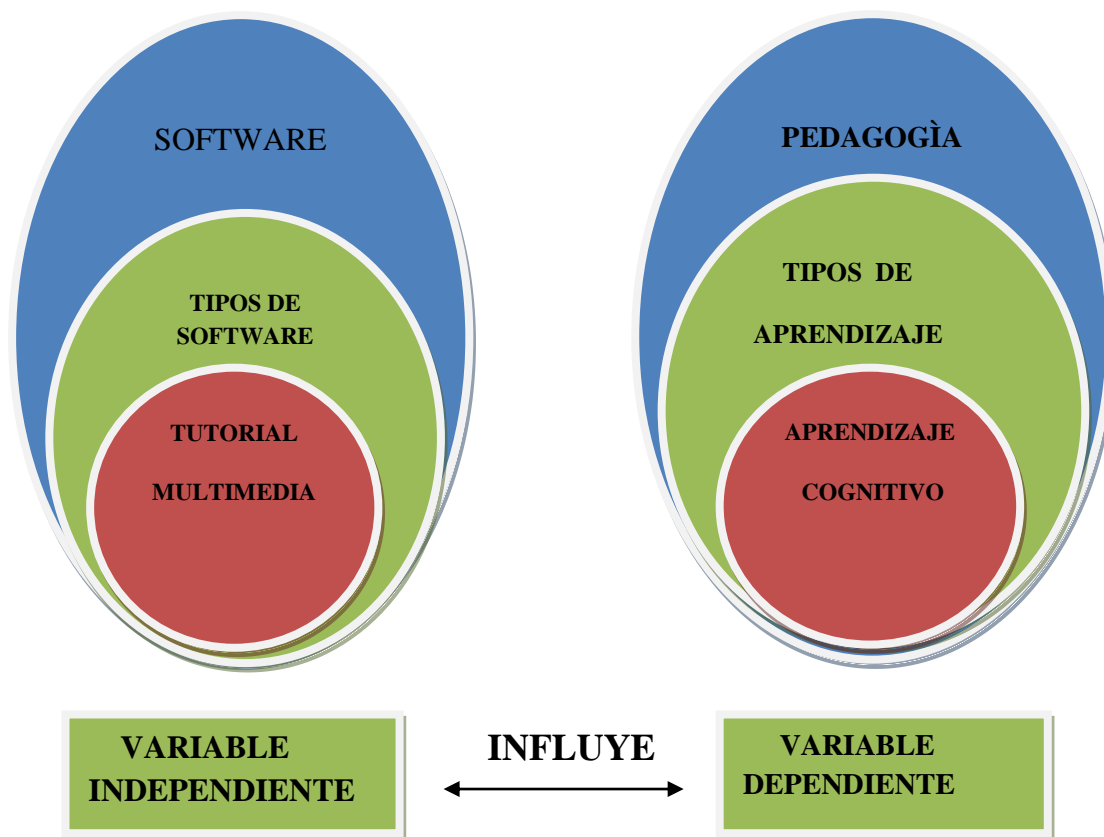 SOFTWARE
TIPOS DE
SOFTWARE
TUTORIAL
MULTIMEDIA
PEDAGOGÌA
TIPOS DE
APRENDIZAJE
APRENDIZAJE
COGNITIVO
VARIABLE
INDEPENDIENTE
INFLUYE
VARIABLE
DEPENDIENTE